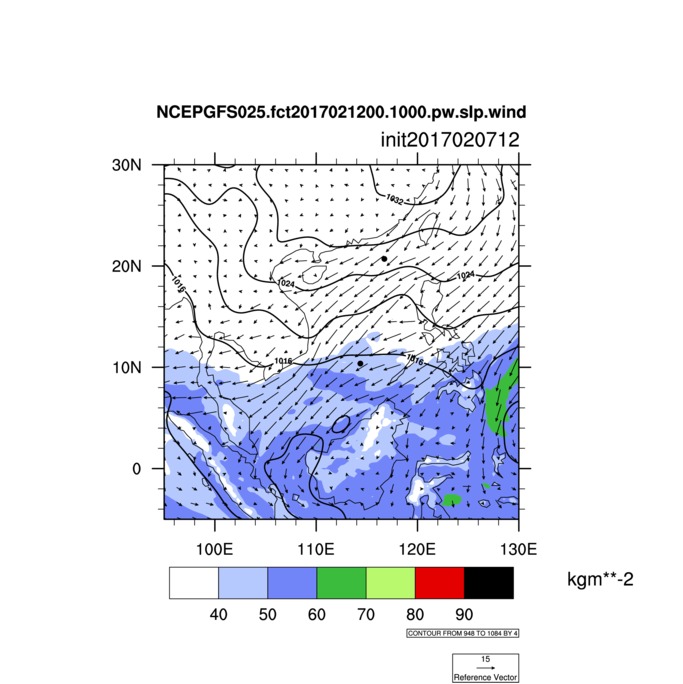 NCEPGFS025.fct2017021200.1000.pw.slp.wind
init2017020712
30N
1032
20N
1016
1024
1024
1016
1016
10N
0
100E
110E
120E
130E
kgm**-2
40
50
60
70
80
90
CONTOUR FROM 948 TO 1084 BY 4
15
Reference Vector